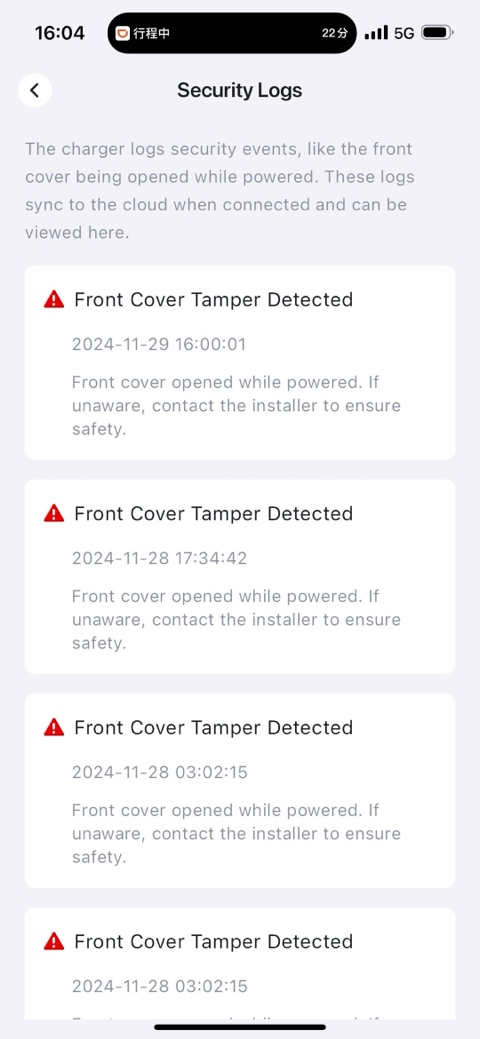 16:04 行程中 22分 5G
Security Logs
The charger logs security events, like the front
cover being opened while powered. These logs
sync to the cloud when connected and can be
viewed here.
Front Cover Tamper Detected
2024-11-29 16:00:01
Front cover opened while powered. If
unaware, contact the installer to ensure
safety.
Front Cover Tamper Detected
2024-11-28 17:34:42
Front cover opened while powered. If
unaware, contact the installer to ensure
safety.
Front Cover Tamper Detected
2024-11-28 03:02:15
Front cover opened while powered. If
unaware, contact the installer to ensure
safety.
Front Cover Tamper Detected
2024-11-28 03:02:15